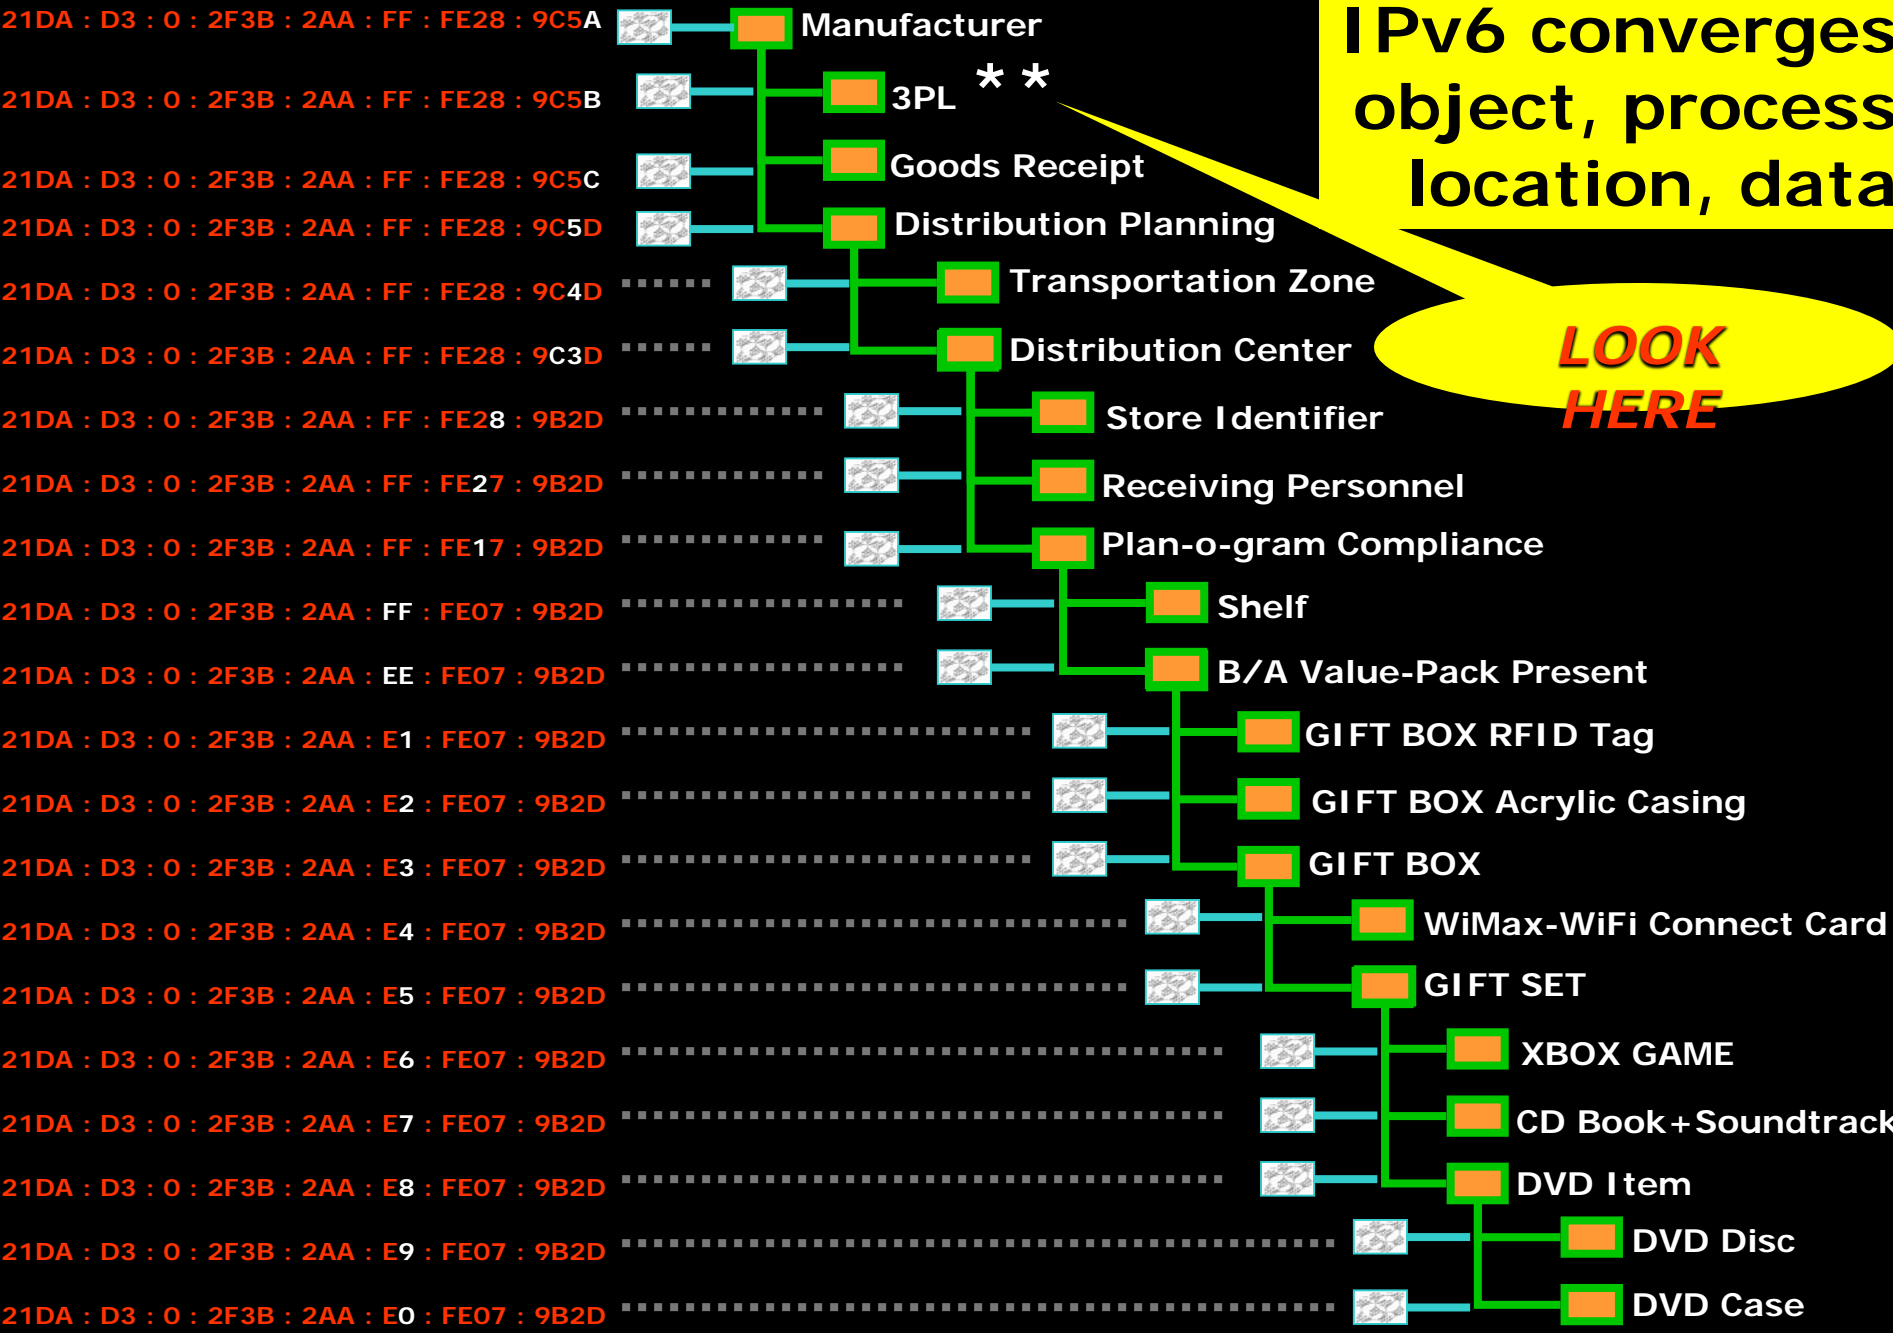 21DA : D3 : 0 : 2F3B : 2AA : FF : FE28 : 9C5A Manufacturer
IPv6 converges
object, process
location, data
21DA : D3 : 0 : 2F3B : 2AA : FF : FE28 : 9C5B 3PL **
21DA : D3 : 0 : 2F3B : 2AA : FF : FE28 : 9C5C Goods Receipt
21DA : D3 : 0 : 2F3B : 2AA : FF : FE28 : 9C5D Distribution Planning
21DA : D3 : 0 : 2F3B : 2AA : FF : FE28 : 9C4D Transportation Zone
21DA : D3 : 0 : 2F3B : 2AA : FF : FE28 : 9C3D Distribution Center
LOOK
HERE
21DA : D3 : 0 : 2F3B : 2AA : FF : FE28 : 9B2D Store Identifier
21DA : D3 : 0 : 2F3B : 2AA : FF : FE27 : 9B2D Receiving Personnel
21DA : D3 : 0 : 2F3B : 2AA : FF : FE17 : 9B2D Plan-o-gram Compliance
21DA : D3 : 0 : 2F3B : 2AA : FF : FE07 : 9B2D Shelf
21DA : D3 : 0 : 2F3B : 2AA : EE : FE07 : 9B2D B/A Value-Pack Present
21DA : D3 : 0 : 2F3B : 2AA : E1 : FE07 : 9B2D GIFT BOX RFID Tag
21DA : D3 : 0 : 2F3B : 2AA : E2 : FE07 : 9B2D GIFT BOX Acrylic Casing
21DA : D3 : 0 : 2F3B : 2AA : E3 : FE07 : 9B2D GIFT BOX
21DA : D3 : 0 : 2F3B : 2AA : E4 : FE07 : 9B2D WiMax-WiFi Connect Card
21DA : D3 : 0 : 2F3B : 2AA : E5 : FE07 : 9B2D GIFT SET
21DA : D3 : 0 : 2F3B : 2AA : E6 : FE07 : 9B2D XBOX GAME
21DA : D3 : 0 : 2F3B : 2AA : E7 : FE07 : 9B2D CD Book+Soundtrack
21DA : D3 : 0 : 2F3B : 2AA : E8 : FE07 : 9B2D DVD Item
21DA : D3 : 0 : 2F3B : 2AA : E9 : FE07 : 9B2D DVD Disc
21DA : D3 : 0 : 2F3B : 2AA : E0 : FE07 : 9B2D DVD Case